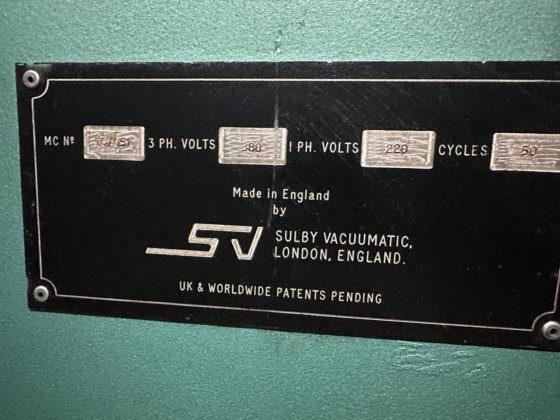 MC Nº 3 PH. VOLTS 380 1 PH. VOLTS 220 CYCLES 50
Made in England
by
SV SULBY VACUUMATIC,
LONDON, ENGLAND.
UK & WORLDWIDE PATENTS PENDING